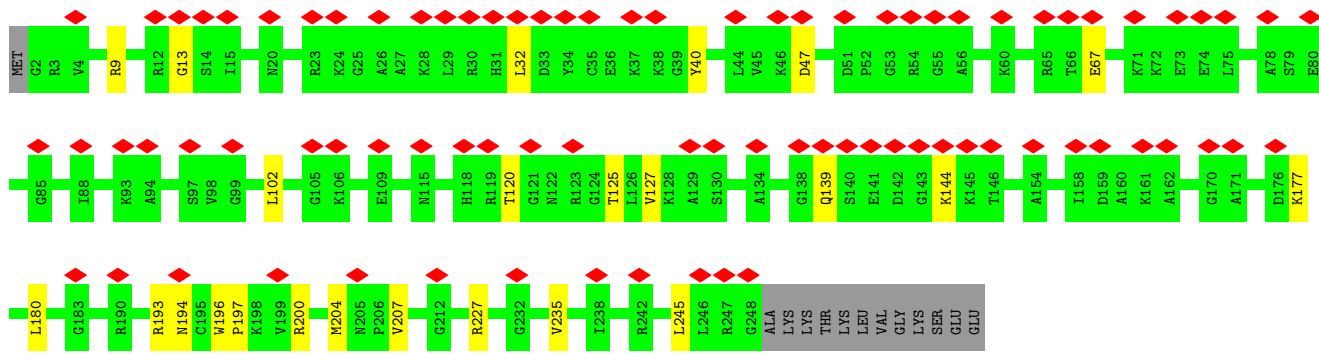 MET G2 R3 V4 R9 R12 G13 S14 I15 N20 R23 K24 G25 A26 A27 K28 L29 R30 H31 L32 D33 Y34 C35 E36 K37 K38 G39 Y40 L44 V45 K46 D47 D51 P52 G53 R54 G55 A56 K60 R65 T66 E67 K71 K72 E73 E74 L75 A78 S79 E80
G85 I88 K93 A94 S97 V98 G99 L102 G105 K106 E109 N115 H118 R119 T120 G121 N122 R123 G124 T125 L126 V127 K128 A129 S130 A134 G138 Q139 S140 E141 D142 G143 K144 K145 T146 A154 I158 D159 A160 K161 A162 G170 A171 D176 K177
L180 G183 R190 R193 N194 C195 W196 P197 K198 V199 R200 M204 N205 P206 V207 G212 R227 G232 V235 I238 R242 L245 L246 R247 G248 ALA LYS LYS THR LYS LEU VAL GLY LYS SER GLU GLU